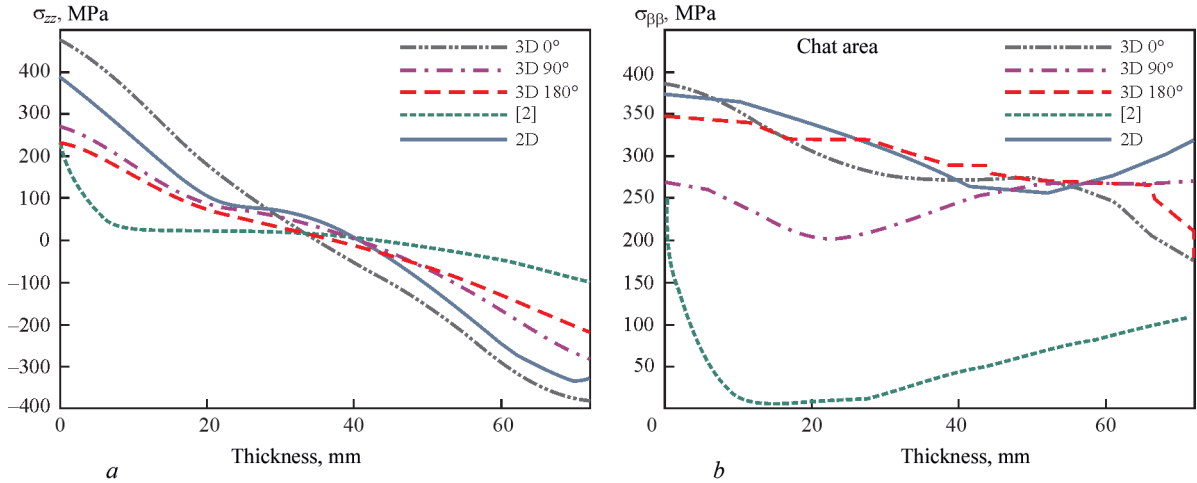 σzz, MPa
400
300
200
100
0
–100
–200
–300
–400
0
20
40
60
Thickness, mm
3D 0°
3D 90°
3D 180°
[2]
2D
a
σββ, MPa
Chat area
400
350
300
250
200
150
100
50
0
20
40
60
Thickness, mm
3D 0°
3D 90°
3D 180°
[2]
2D
b